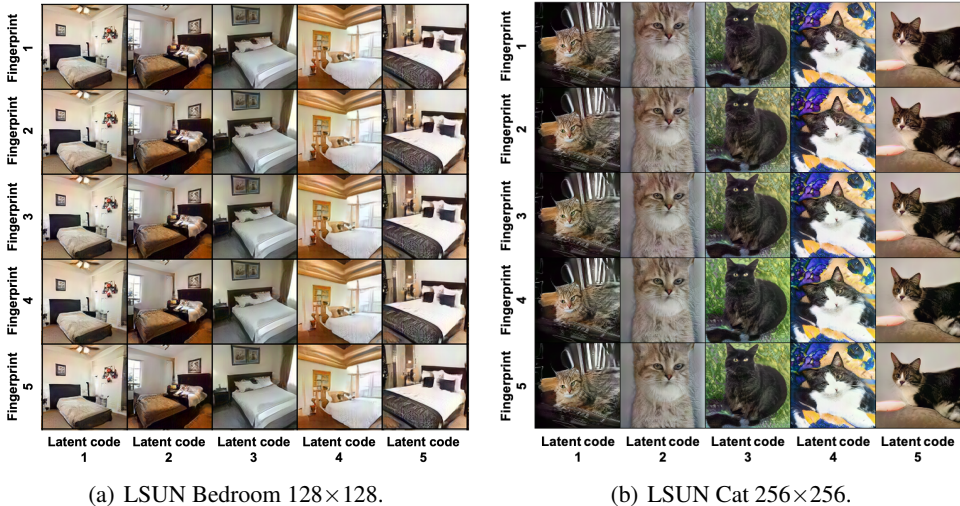 Fingerprint 1
Fingerprint 2
Fingerprint 3
Fingerprint 4
Fingerprint 5
Latent code 1
Latent code 2
Latent code 3
Latent code 4
Latent code 5
(a) LSUN Bedroom 128×128.
Fingerprint 1
Fingerprint 2
Fingerprint 3
Fingerprint 4
Fingerprint 5
Latent code 1
Latent code 2
Latent code 3
Latent code 4
Latent code 5
(b) LSUN Cat 256×256.